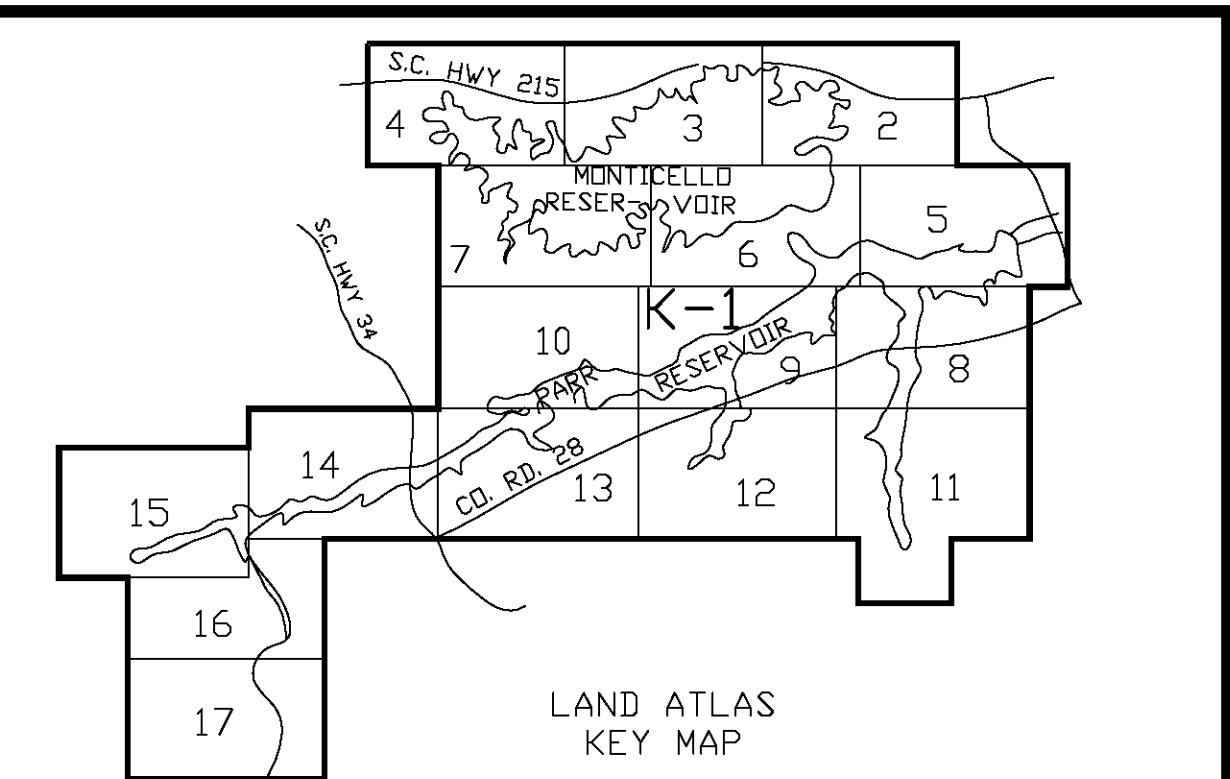 S.C. HWY 215
4
3
2
MONTICELLO
RESER- VOIR
S.C. HWY 34
7
6
5
K-1
10
PARR RESERVOIR
9
8
14
CO. RD. 28
13
12
11
15
16
17
LAND ATLAS
KEY MAP